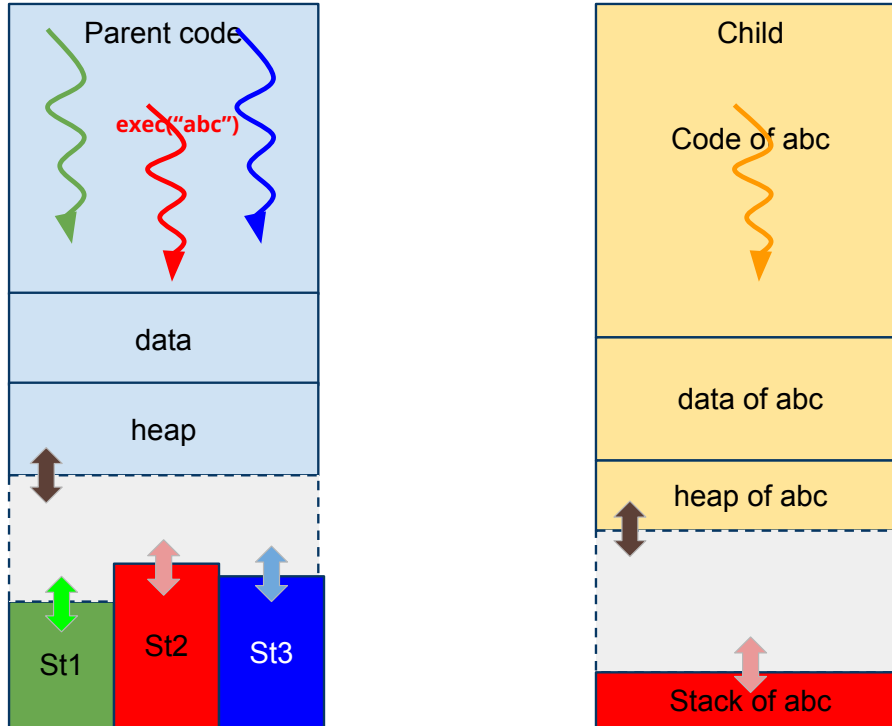 Parent code
exec(“abc”)
data
heap
St1
St2
St3
Child
Code of abc
data of abc
heap of abc
Stack of abc